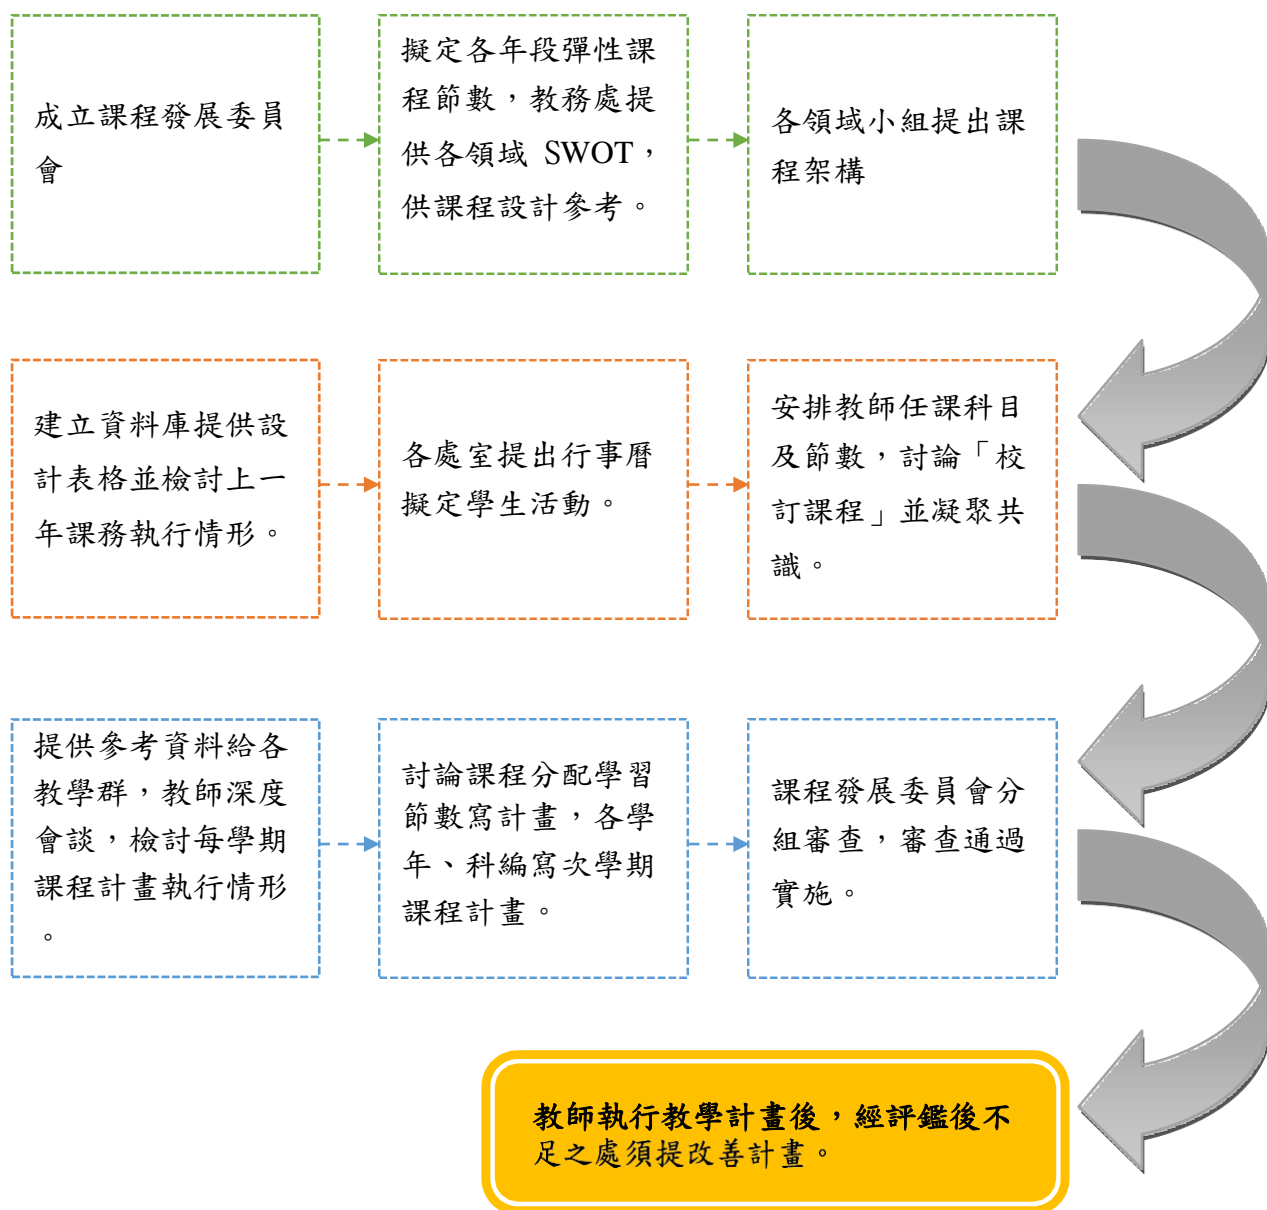 成立課程發展委員
會
擬定各年段彈性課
程節數，教務處提
供各領域 SWOT，
供課程設計參考。
各領域小組提出課
程架構
建立資料庫提供設
計表格並檢討上一
年課務執行情形。
各處室提出行事曆
擬定學生活動。
安排教師任課科目
及節數，討論「校
訂課程」並凝聚共
識。
提供參考資料給各
教學群，教師深度
會談，檢討每學期
課程計畫執行情形
。
討論課程分配學習
節數寫計畫，各學
年、科編寫次學期
課程計畫。
課程發展委員會分
組審查，審查通過
實施。
教師執行教學計畫後，經評鑑後不
足之處須提改善計畫。